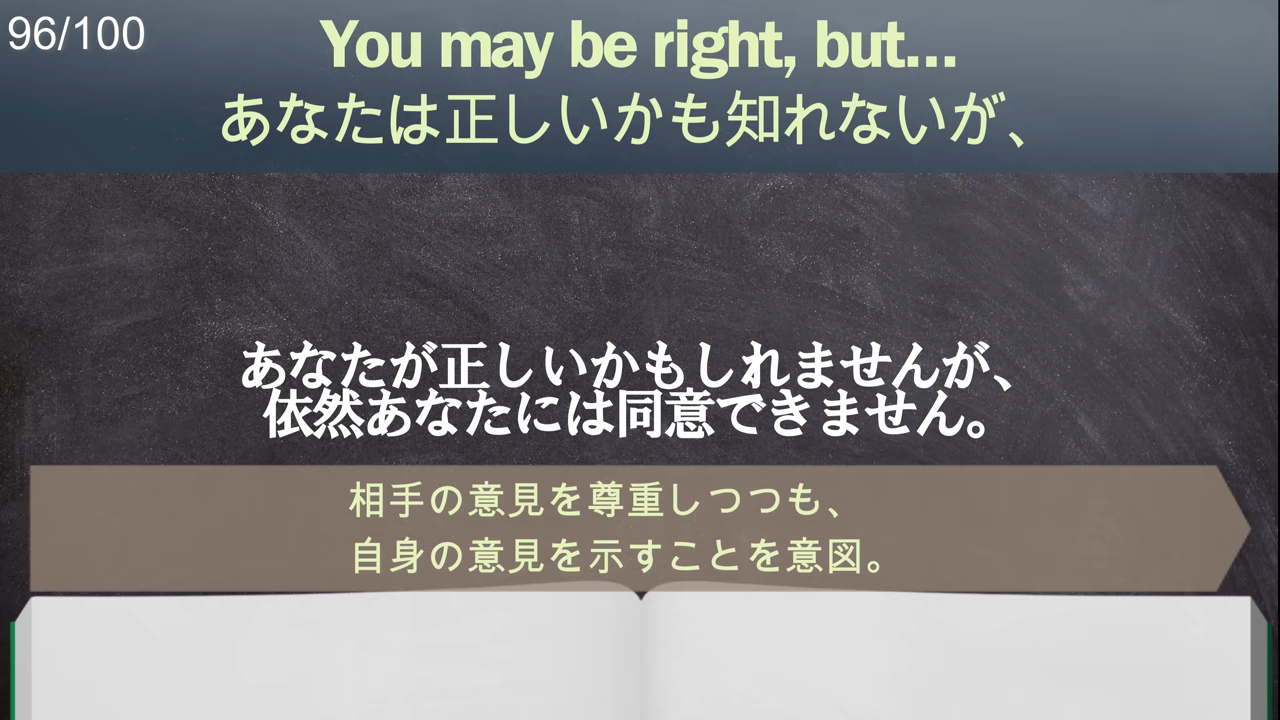 96/100
You may be right, but...
あなたは正しいかも知れないが、
あなたが正しいかもしれませんが、
依然あなたには同意できません。
相手の意見を尊重しつつも、
自身の意見を示すことを意図。